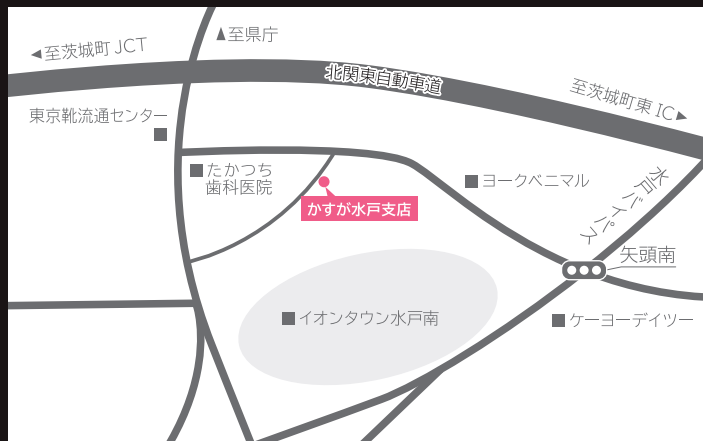 ▲至県庁
◀至茨城町 JCT
北関東自動車道
至茨城町東 IC▶
東京靴流通センター
たかつち
歯科医院
ヨークベニマル
水戸バイパス
かすが水戸支店
矢頭南
イオンタウン水戸南
ケーヨーデイツー